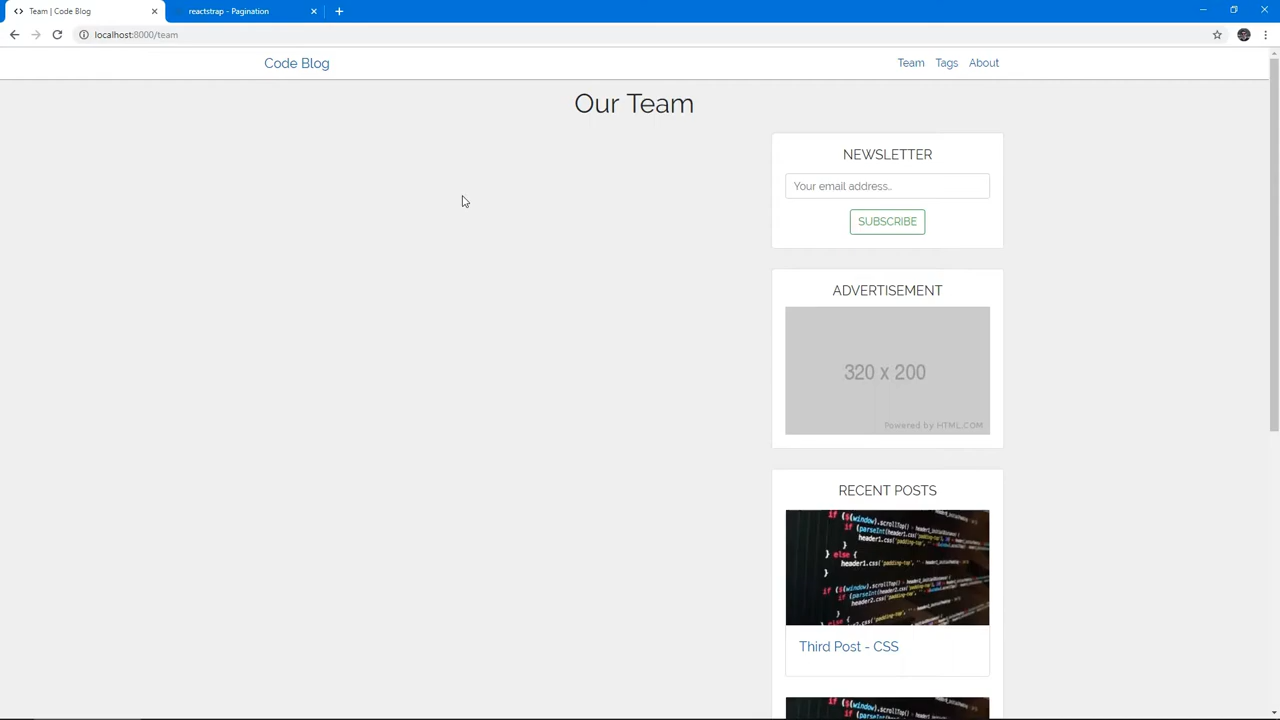 Team | Code Blog
reactstrap - Pagination
localhost:8000/team
Code Blog
Team
Tags
About
Our Team
NEWSLETTER
Your email address..
SUBSCRIBE
ADVERTISEMENT
320 x 200
Powered by HTML.COM
RECENT POSTS
Third Post - CSS